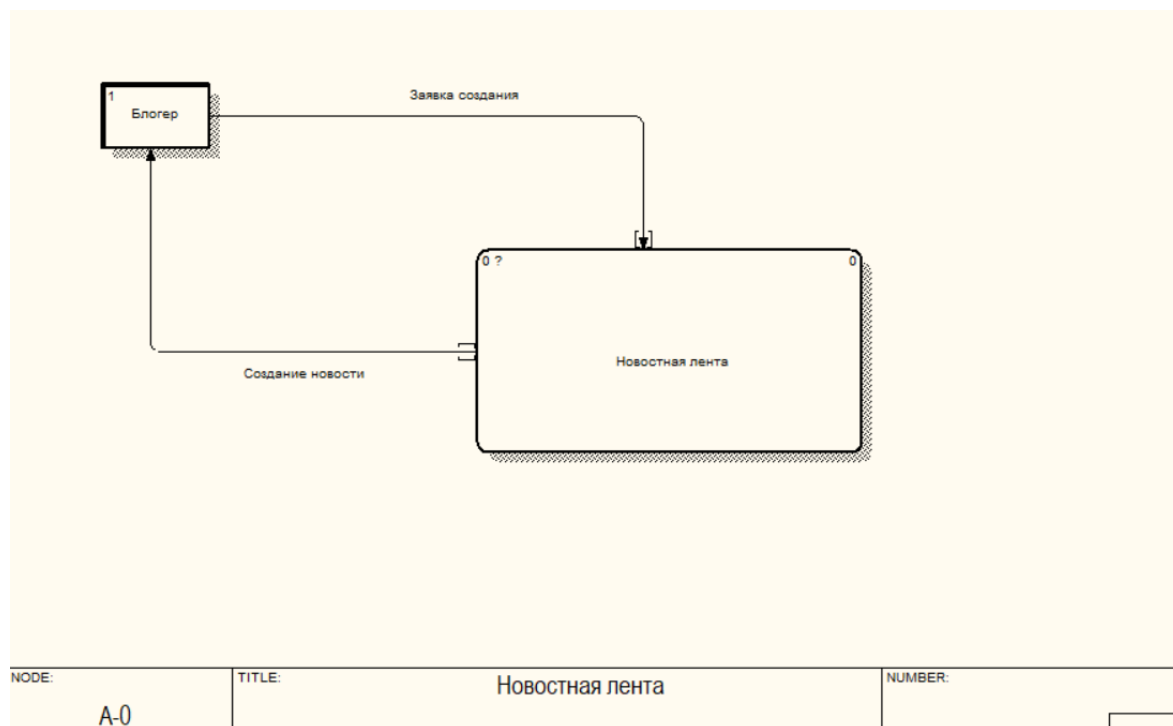 1
Блогер
Заявка создания
0 ?
0
Новостная лента
Создание новости
NODE:
A-0
TITLE:
Новостная лента
NUMBER: